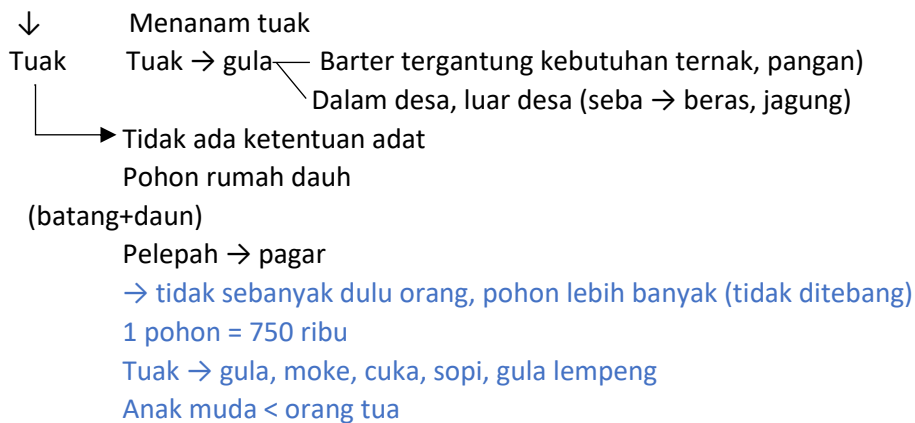 ↓ Menanam tuak
Tuak Tuak → gula Barter tergantung kebutuhan ternak, pangan)
Dalam desa, luar desa (seba → beras, jagung)
Tidak ada ketentuan adat
Pohon rumah dauh
(batang+daun)
Pelepah → pagar
→ tidak sebanyak dulu orang, pohon lebih banyak (tidak ditebang)
1 pohon = 750 ribu
Tuak → gula, moke, cuka, sopi, gula lempeng
Anak muda < orang tua